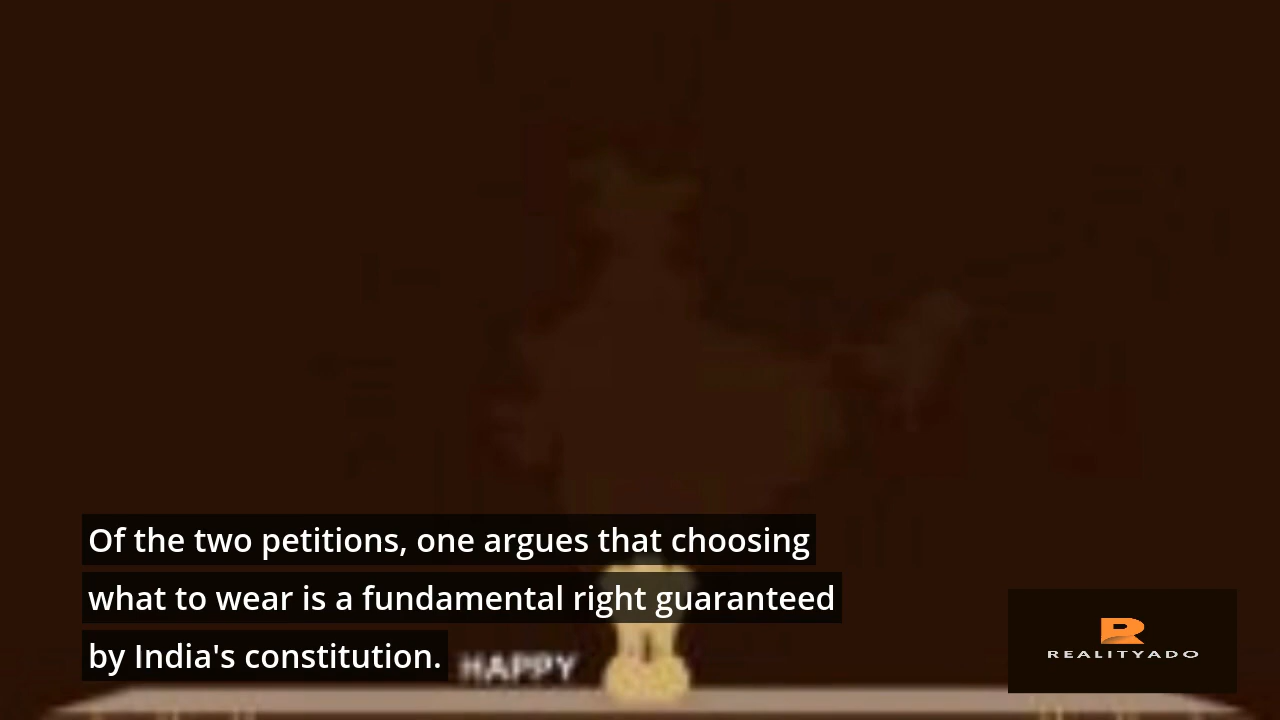 Of the two petitions, one argues that choosing
what to wear is a fundamental right guaranteed
by India's constitution.
HAPPY
REALITYADO